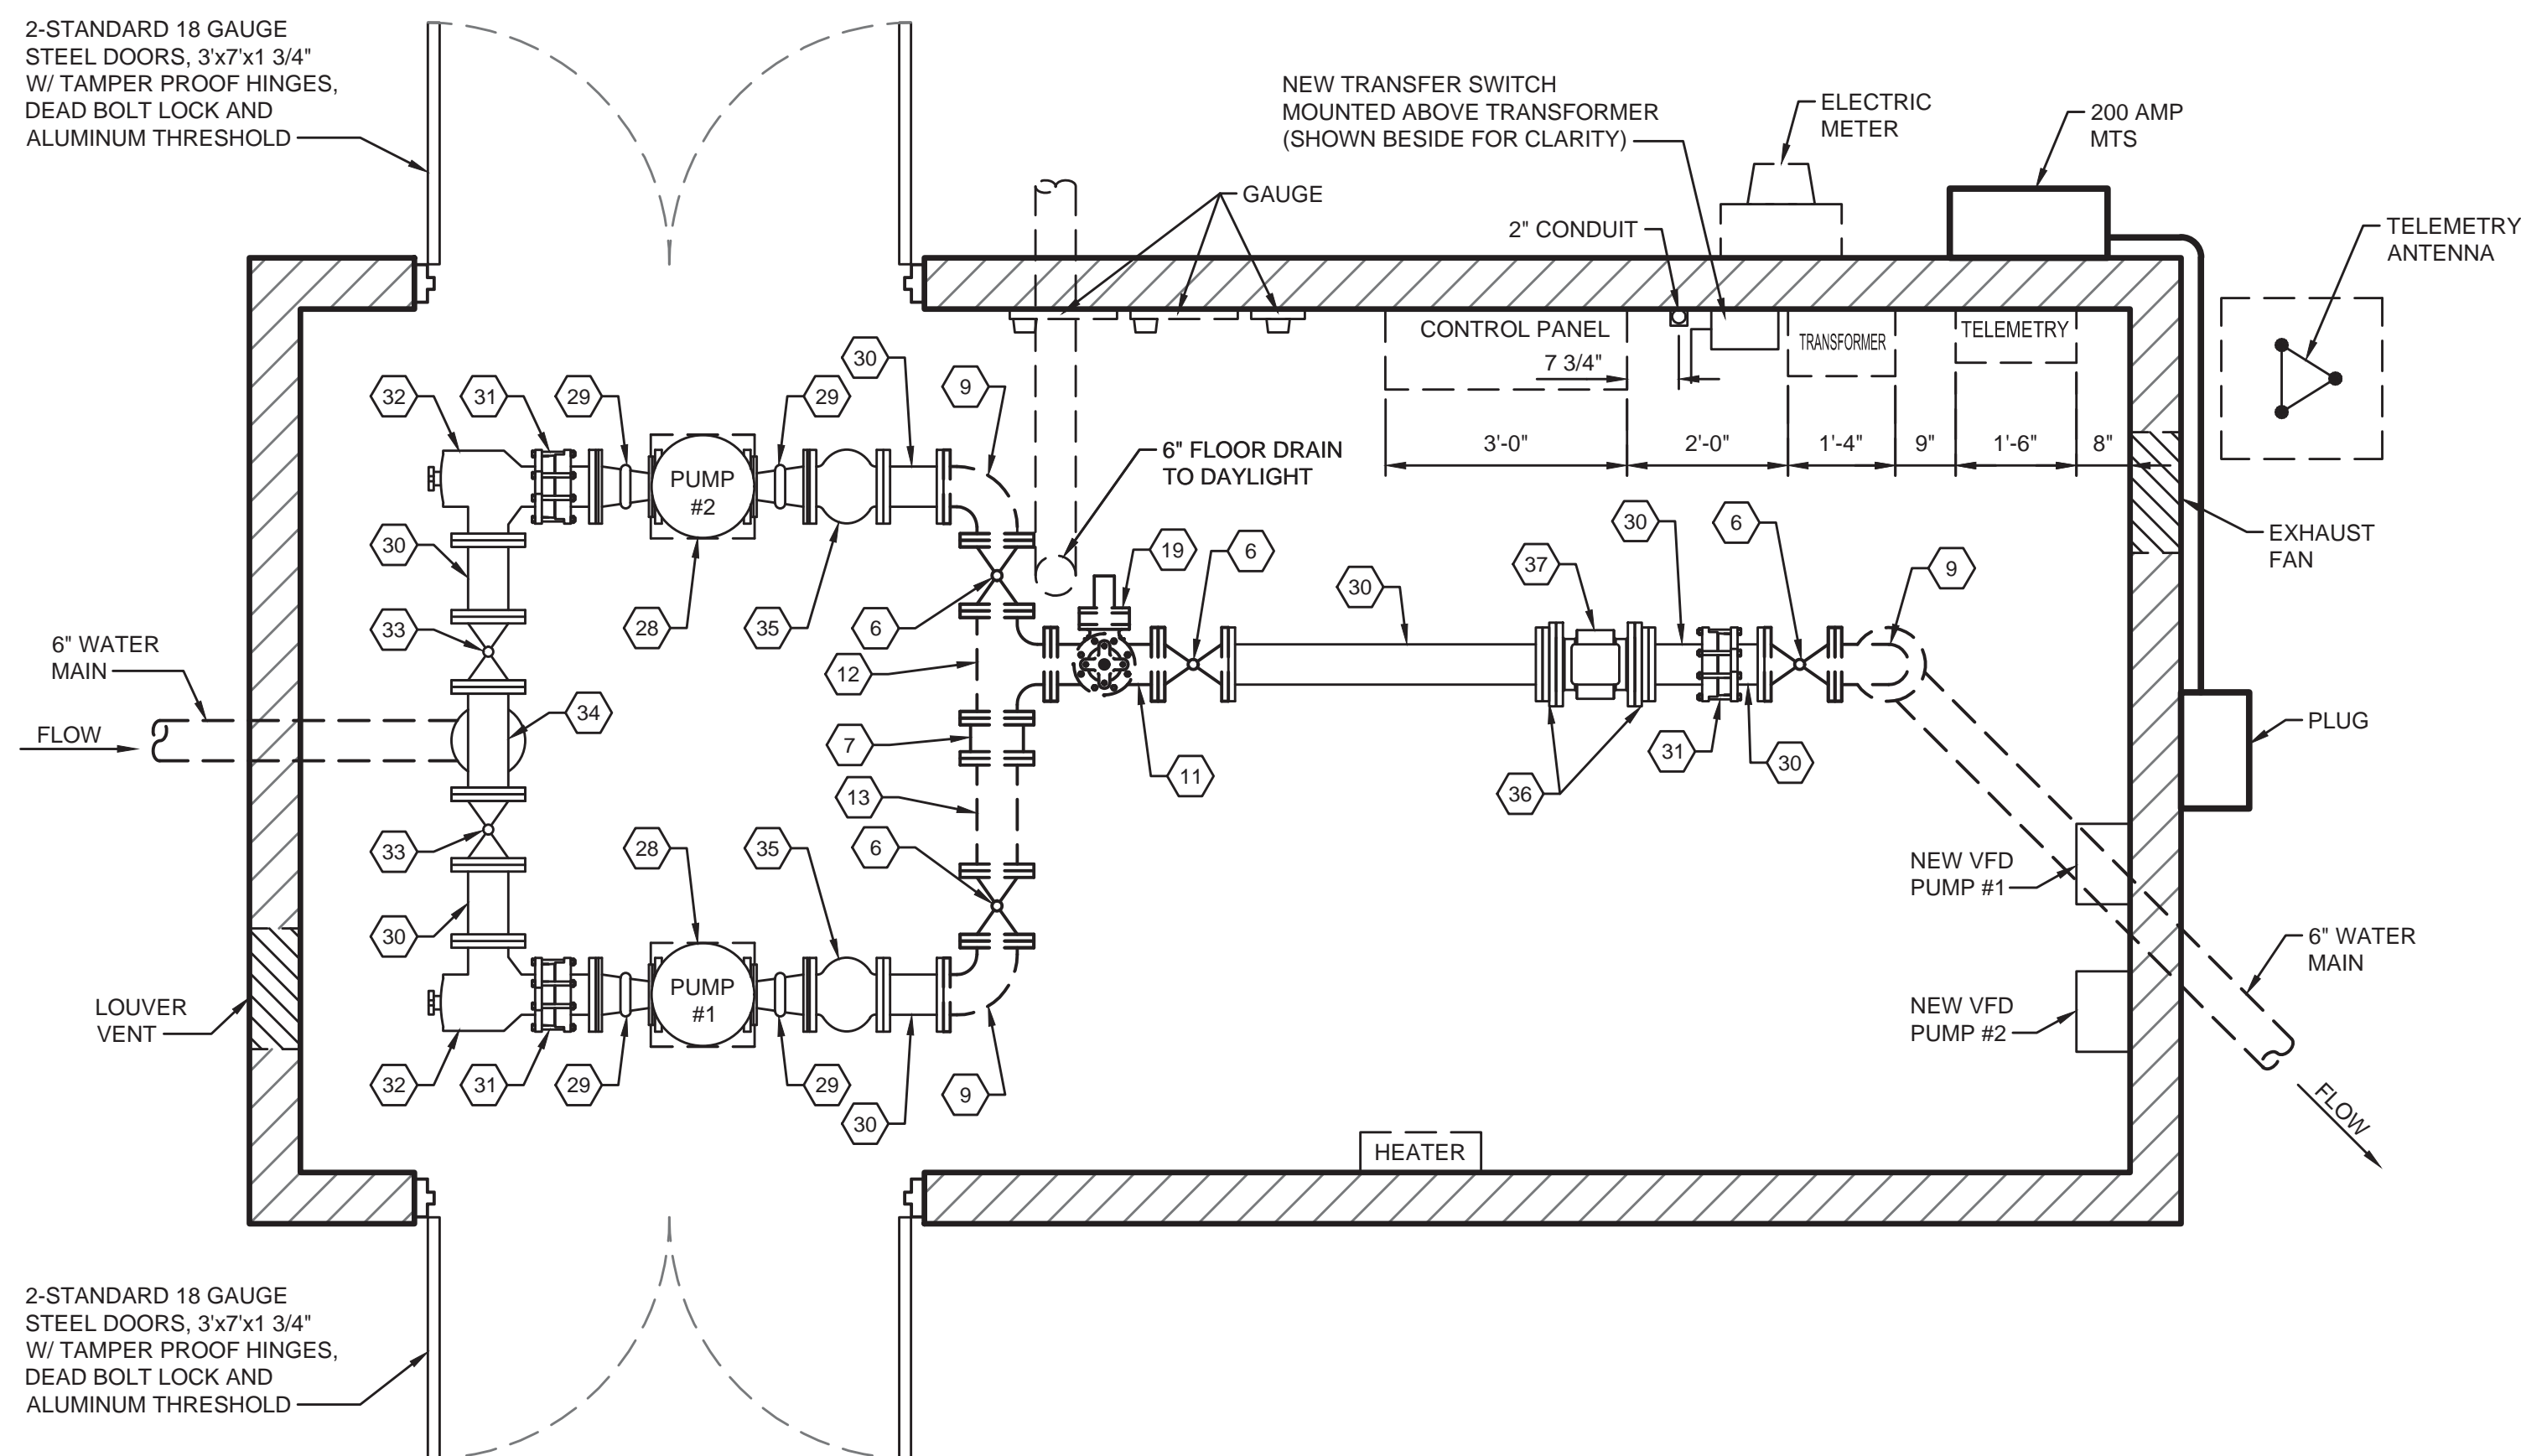 2-STANDARD 18 GAUGE
STEEL DOORS, 3'x7'x1 3/4"
W/ TAMPER PROOF HINGES,
DEAD BOLT LOCK AND
ALUMINUM THRESHOLD
NEW TRANSFER SWITCH
MOUNTED ABOVE TRANSFORMER
(SHOWN BESIDE FOR CLARITY)
ELECTRIC
METER
200 AMP
MTS
GAUGE
2" CONDUIT
TELEMETRY
ANTENNA
CONTROL PANEL
TRANSFORMER
TELEMETRY
7 3/4"
3'-0"
2'-0"
1'-4"
9"
1'-6"
8"
30
9
32
31
29
29
PUMP
#2
6" FLOOR DRAIN
TO DAYLIGHT
EXHAUST
FAN
30
28
35
6
19
6
30
37
30
6
9
33
6" WATER
MAIN
FLOW
34
12
7
13
11
36
31
30
PLUG
33
28
35
6
30
NEW VFD
PUMP #1
6" WATER
MAIN
PUMP
#1
LOUVER
VENT
NEW VFD
PUMP #2
32
31
29
29
9
30
FLOW
HEATER
2-STANDARD 18 GAUGE
STEEL DOORS, 3'x7'x1 3/4"
W/ TAMPER PROOF HINGES,
DEAD BOLT LOCK AND
ALUMINUM THRESHOLD